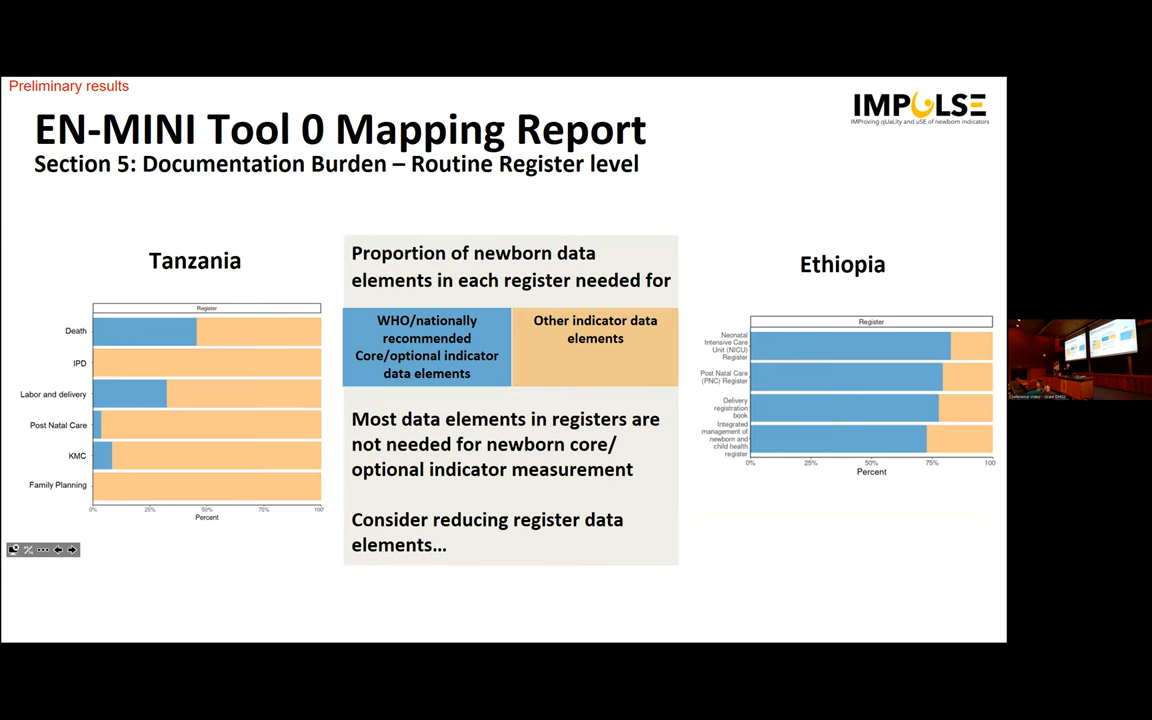 Preliminary results
IMPULSE
IMProving qUaLity and uSE of newborn indicators
EN-MINI Tool 0 Mapping Report
Section 5: Documentation Burden – Routine Register level
Tanzania
Register
Death
IPD
Labor and delivery
Post Natal Care
KMC
Family Planning
0% 25% 50% 75% 100%
Percent
Proportion of newborn data
elements in each register needed for
WHO/nationally
recommended
Core/optional indicator
data elements
Other indicator data
elements
Most data elements in registers are
not needed for newborn core/
optional indicator measurement
Consider reducing register data
elements...
Ethiopia
Register
Neonatal
Intensive Care
Unit (NICU)
Register
Post Natal Care
(PNC) Register
Delivery
registration
book
Integrated
management of
newborn and
child health
register
0% 25% 50% 75% 100
Percent